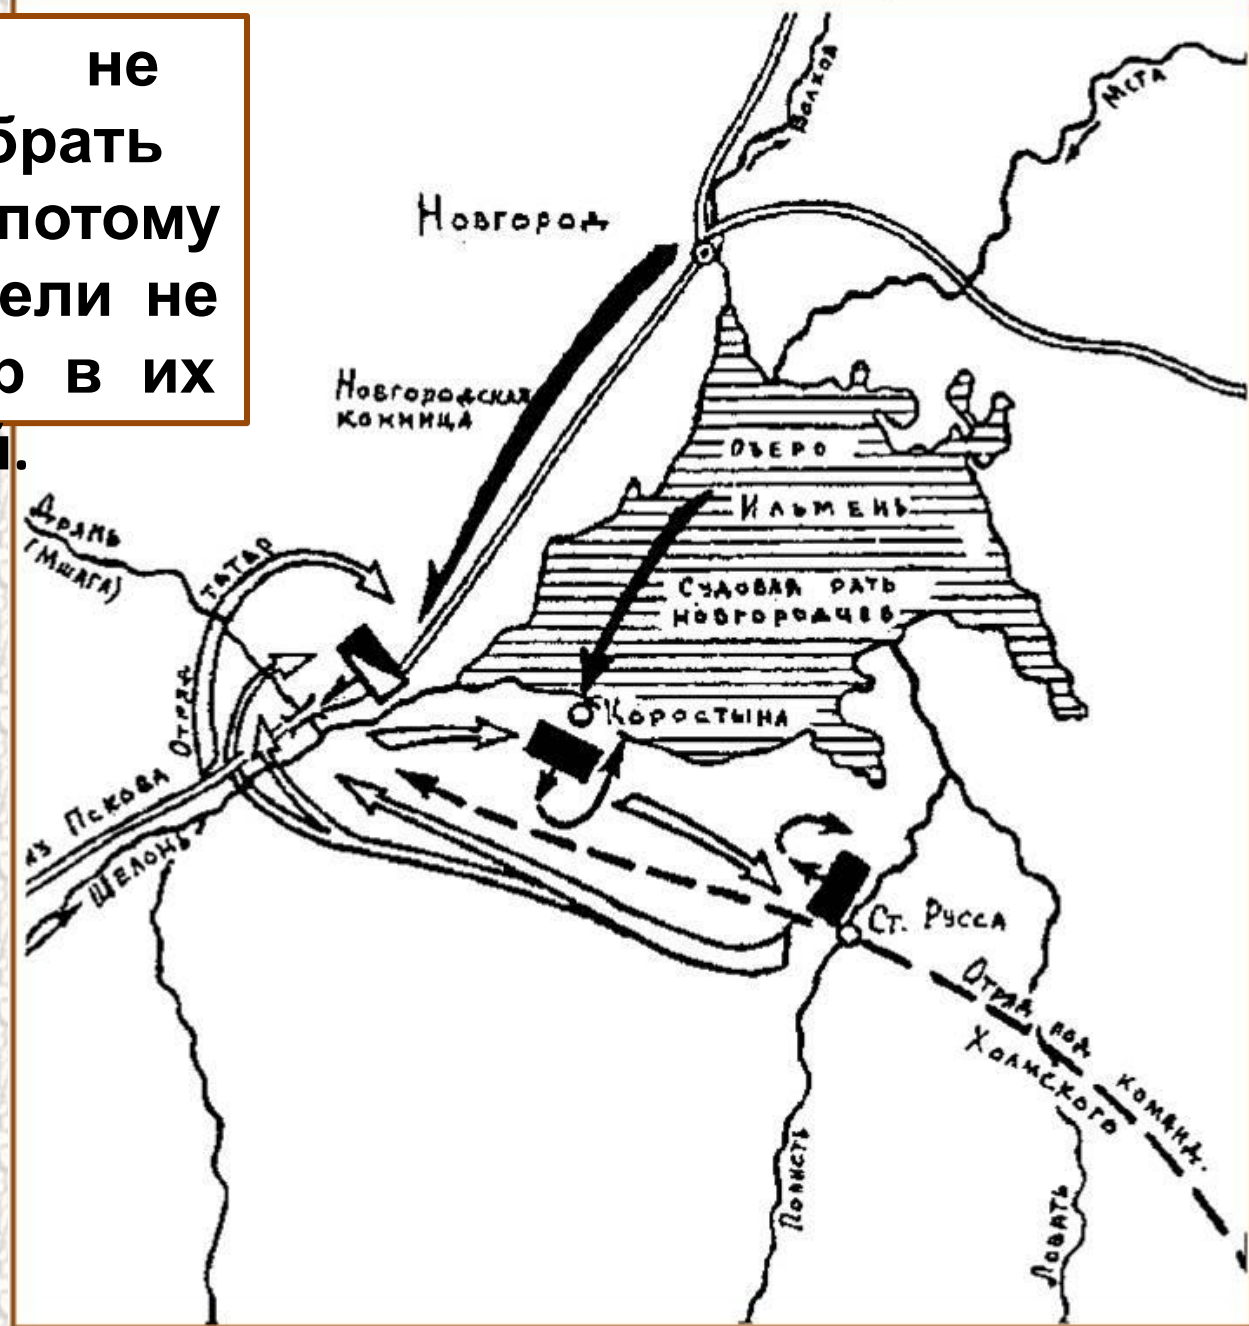 не
брать
потому
ели не
р в их
й.
Волхов
Мста
Новгород
Новгородская
конница
Озеро
Ильмень
Судовая рать
новгородцев
Дрянь
(Мшага)
Отряд татар
Коростына
из Пскова
Шелонь
Ст. Русса
Отряд под команд.
Холмского
Полисть
Ловать